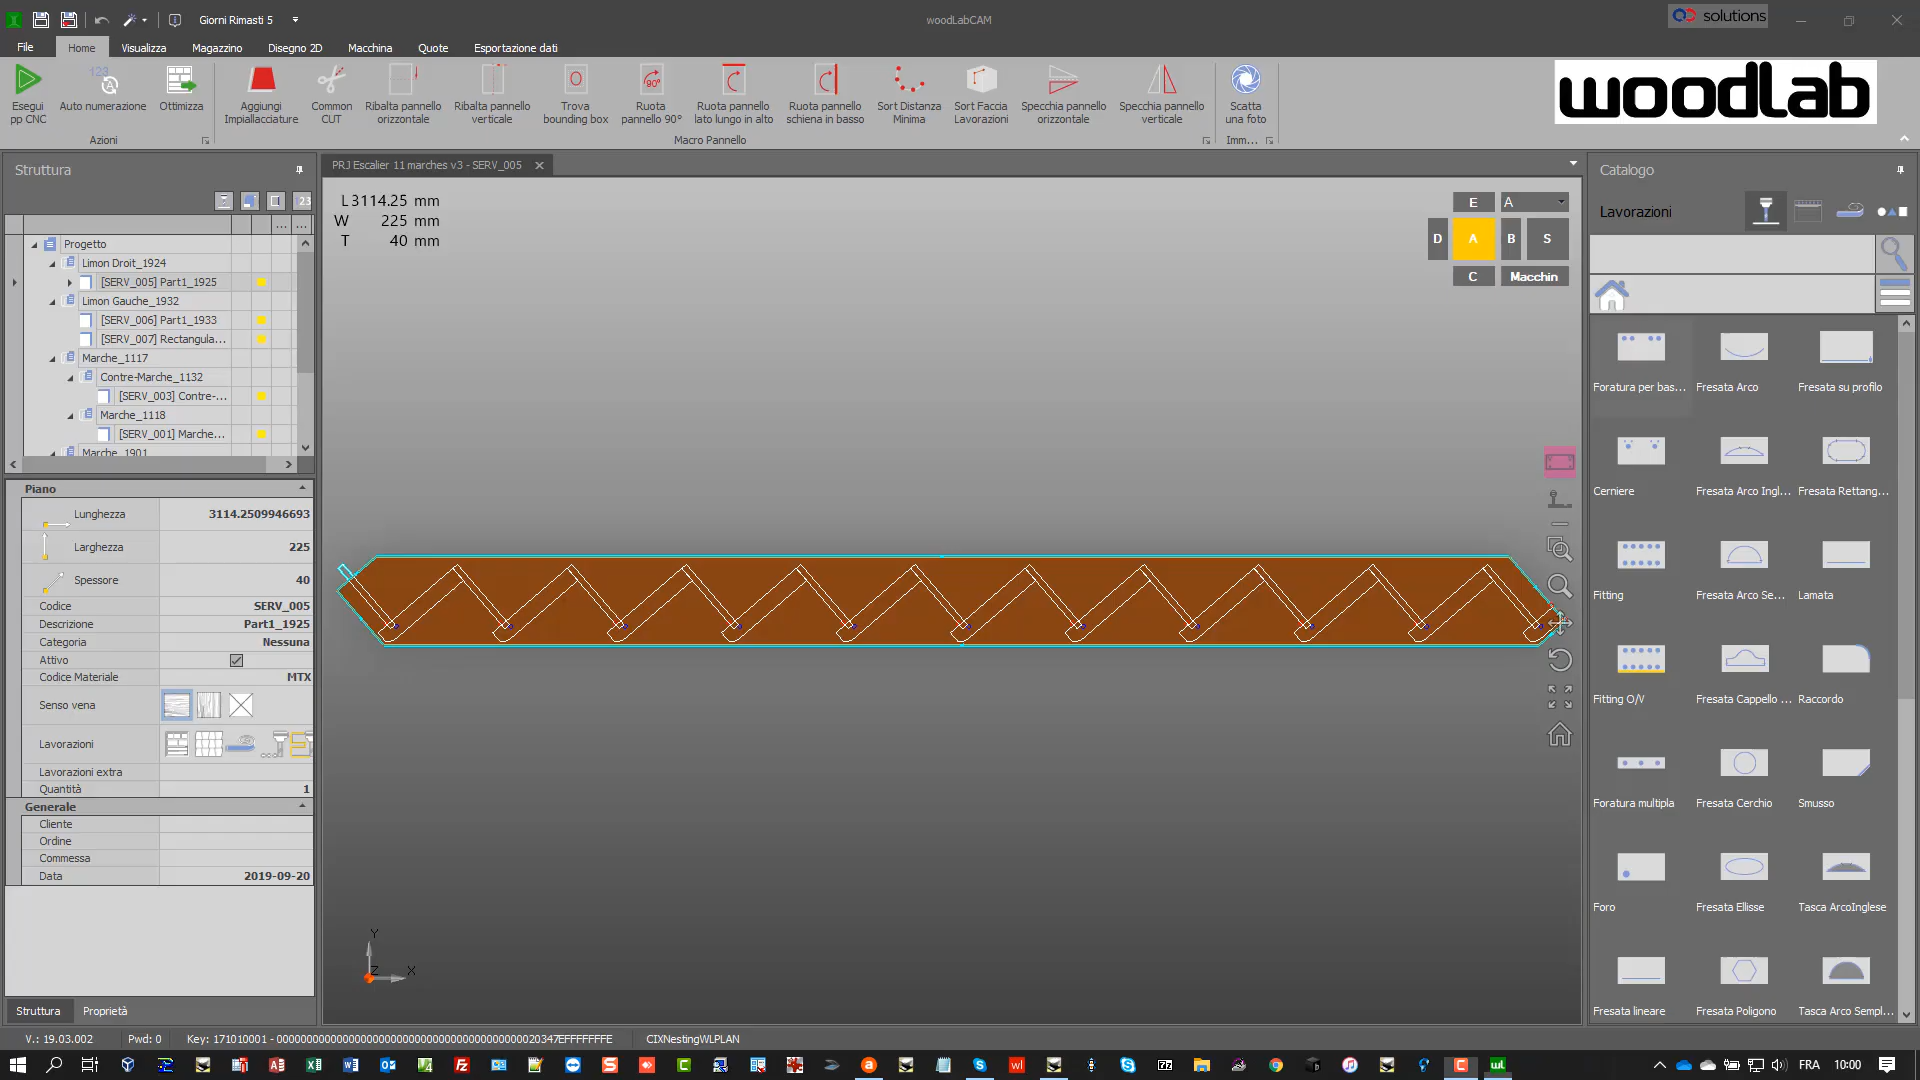 Giorni Rimasti 5
woodLabCAM
solutions
File
Home
Visualizza
Magazzino
Disegno 2D
Macchina
Quote
Esportazione dati
Esegui pp CNC
Auto numerazione
Ottimizza
Aggiungi Impiallacciature
Common CUT
Ribalta pannello orizzontale
Ribalta pannello verticale
Trova bounding box
Ruota pannello 90°
Ruota pannello lato lungo in alto
Ruota pannello schiena in basso
Sort Distanza Minima
Sort Faccia Lavorazioni
Specchia pannello orizzontale
Specchia pannello verticale
Scatta una foto
Azioni
Macro Pannello
Imm...
woodlab
Struttura
PRJ Escalier 11 marches v3 - SERV_005
Catalogo
Lavorazioni
Progetto
Limon Droit_1924
[SERV_005] Part1_1925
Limon Gauche_1932
[SERV_006] Part1_1933
[SERV_007] Rectangula...
Marche_1117
Contre-Marche_1132
[SERV_003] Contre-...
Marche_1118
[SERV_001] Marche...
Marche_1901
L 3114.25 mm
W 225 mm
T 40 mm
E A
D A B S
C Macchin
Piano
Lunghezza 3114.2509946693
Larghezza 225
Spessore 40
Codice SERV_005
Descrizione Part1_1925
Categoria Nessuna
Attivo
Codice Materiale MTX
Senso vena
Lavorazioni
Lavorazioni extra
Quantità 1
Generale
Cliente
Ordine
Commessa
Data 2019-09-20
Struttura
Proprietà
Y
Z X
Foratura per bas...
Fresata Arco
Fresata su profilo
Cerniere
Fresata Arco Ingl...
Fresata Rettang...
Fitting
Fresata Arco Se...
Lamata
Fitting O/V
Fresata Cappello ...
Raccordo
Foratura multipla
Fresata Cerchio
Smusso
Foro
Fresata Ellisse
Tasca ArcoInglese
Fresata lineare
Fresata Poligono
Tasca Arco Sempl...
V.: 19.03.002
Pwd: 0
CIXNestingWLPLAN
FRA
10:00